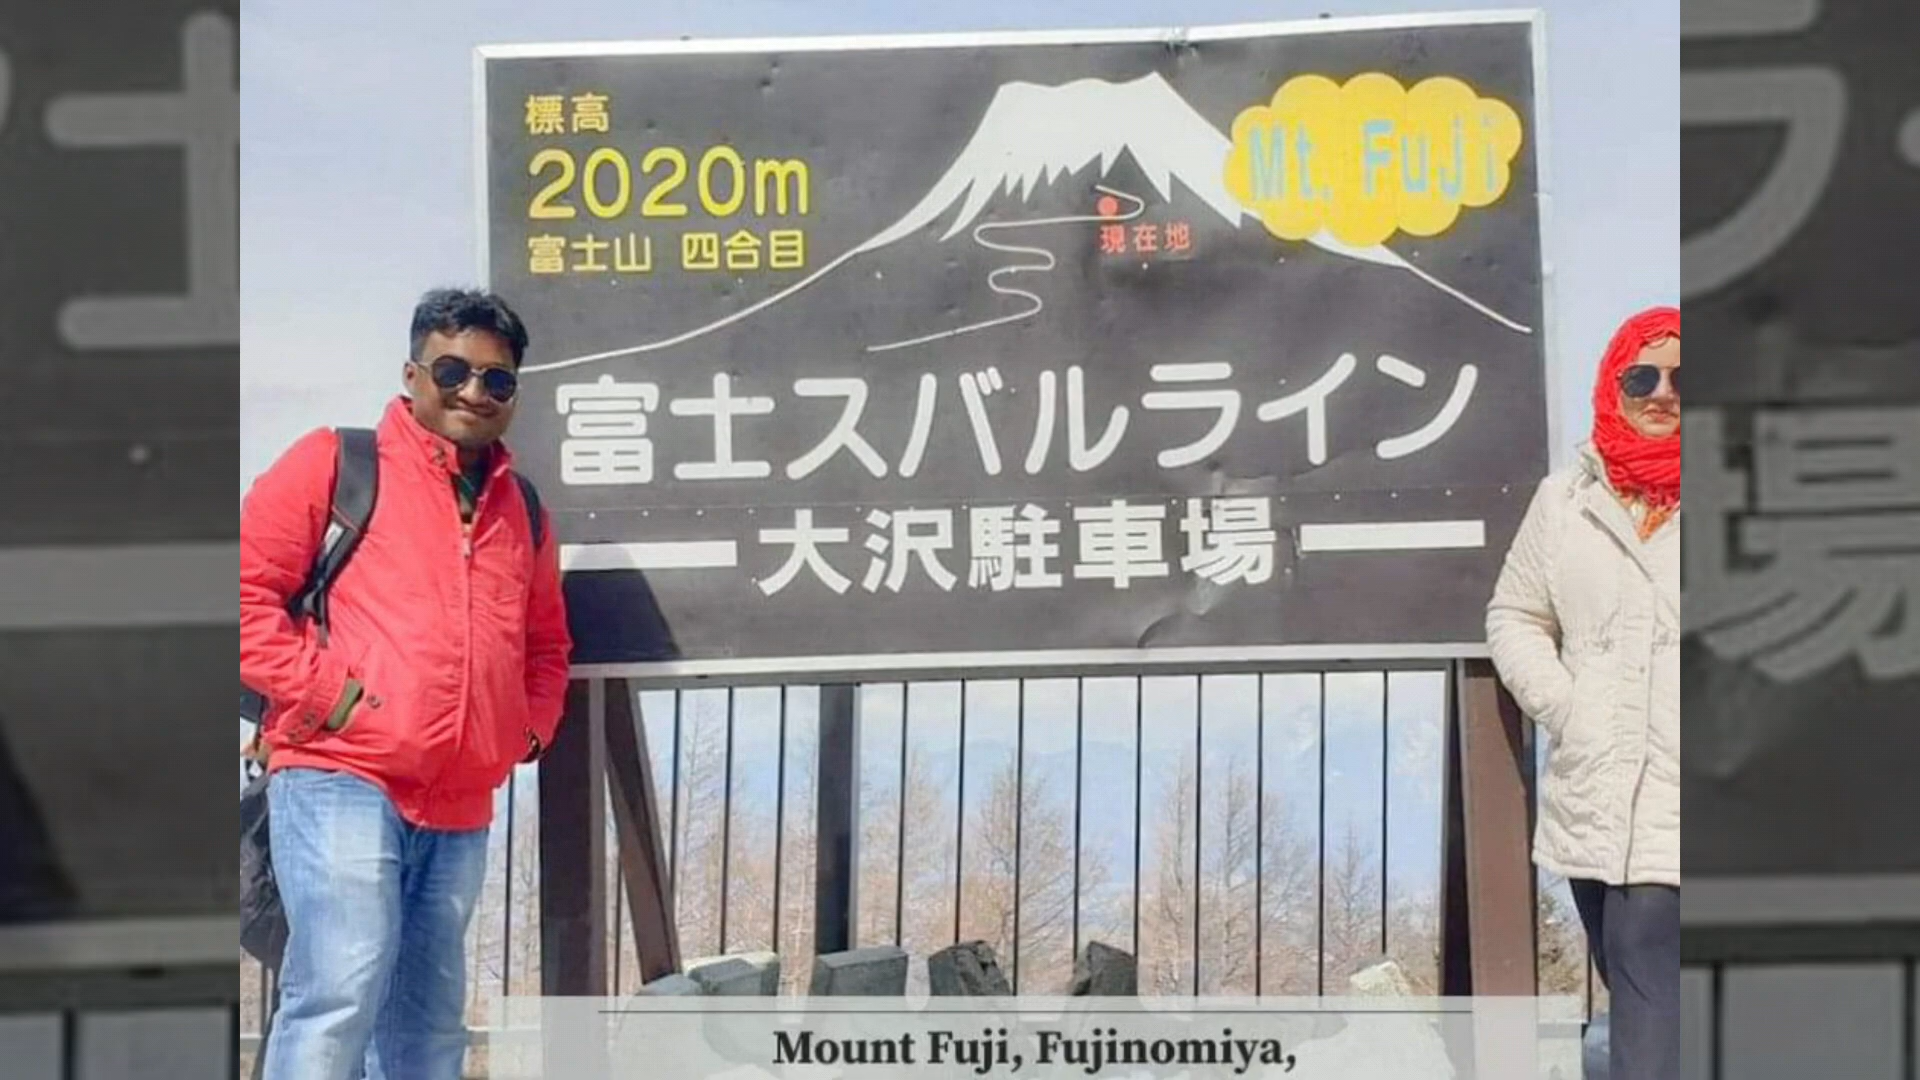 標高
2020m
富士山 四合目
Mt. FuJi
現在地
富士スバルライン
大沢駐車場
Mount Fuji, Fujinomiya,